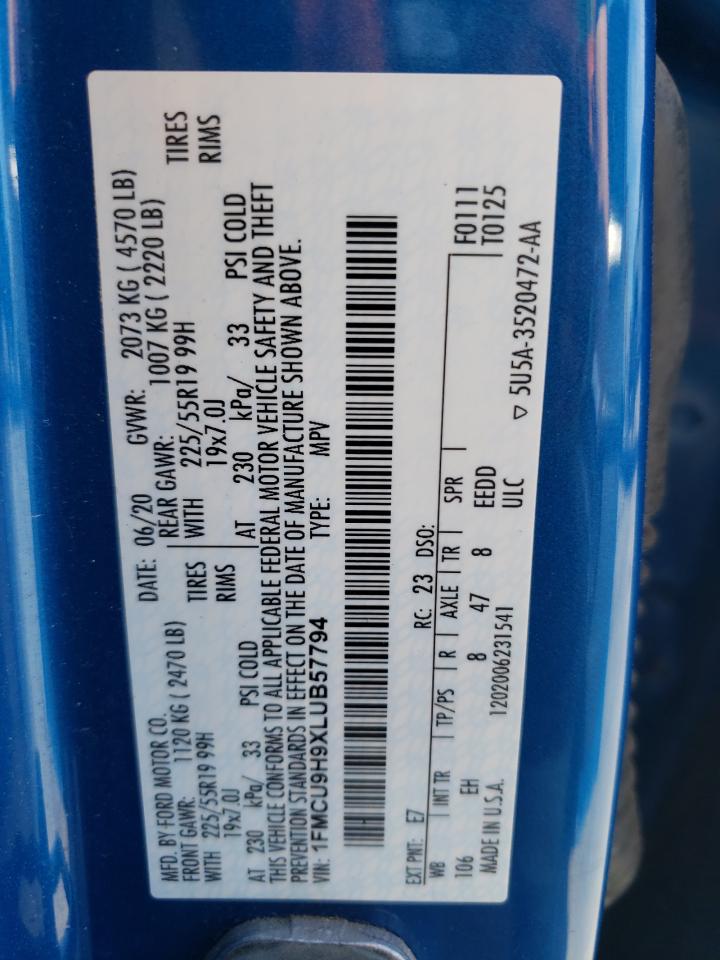 MFD. BY FORD MOTOR CO. DATE: 06/20 GVWR: 2073 KG ( 4570 LB)
FRONT GAWR: 1120 KG ( 2470 LB) REAR GAWR: 1007 KG ( 2220 LB)
WITH 225/55R19 99H TIRES WITH 225/55R19 99H TIRES
19x7.0J RIMS 19x7.0J RIMS
AT 230 kPa/ 33 PSI COLD AT 230 kPa/ 33 PSI COLD
THIS VEHICLE CONFORMS TO ALL APPLICABLE FEDERAL MOTOR VEHICLE SAFETY AND THEFT
PREVENTION STANDARDS IN EFFECT ON THE DATE OF MANUFACTURE SHOWN ABOVE.
VIN: 1FMCU9H9XLUB57794 TYPE: MPV
EXT PNT: E7 RC: 23 DSO:
WB INT TR TP/PS R AXLE TR SPR F0111
106 EH 8 47 8 EEDD T0125
MADE IN U.S.A. 1202006231541 ULC
▽ 5U5A-3520472-AA